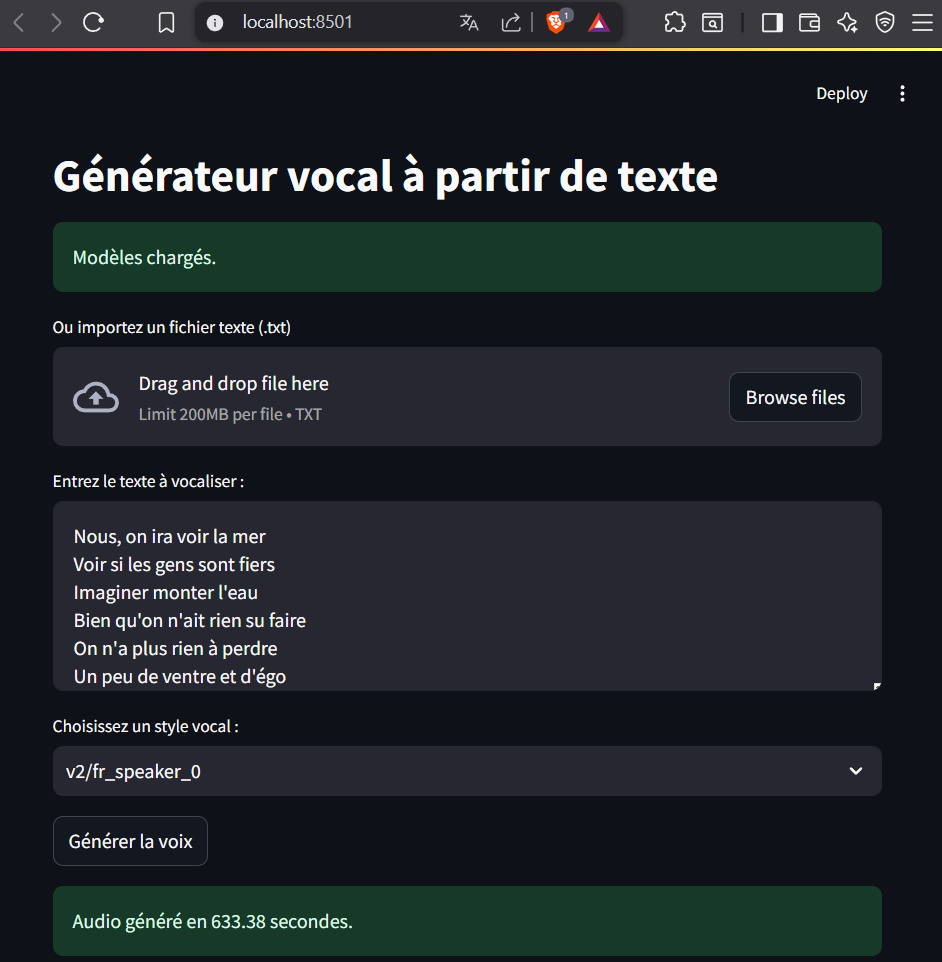 localhost:8501
1
Deploy
Générateur vocal à partir de texte
Modèles chargés.
Ou importez un fichier texte (.txt)
Drag and drop file here
Limit 200MB per file • TXT
Browse files
Entrez le texte à vocaliser :
Nous, on ira voir la mer
Voir si les gens sont fiers
Imaginer monter l'eau
Bien qu'on n'ait rien su faire
On n'a plus rien à perdre
Un peu de ventre et d'égo
Choisissez un style vocal :
v2/fr_speaker_0
Générer la voix
Audio généré en 633.38 secondes.